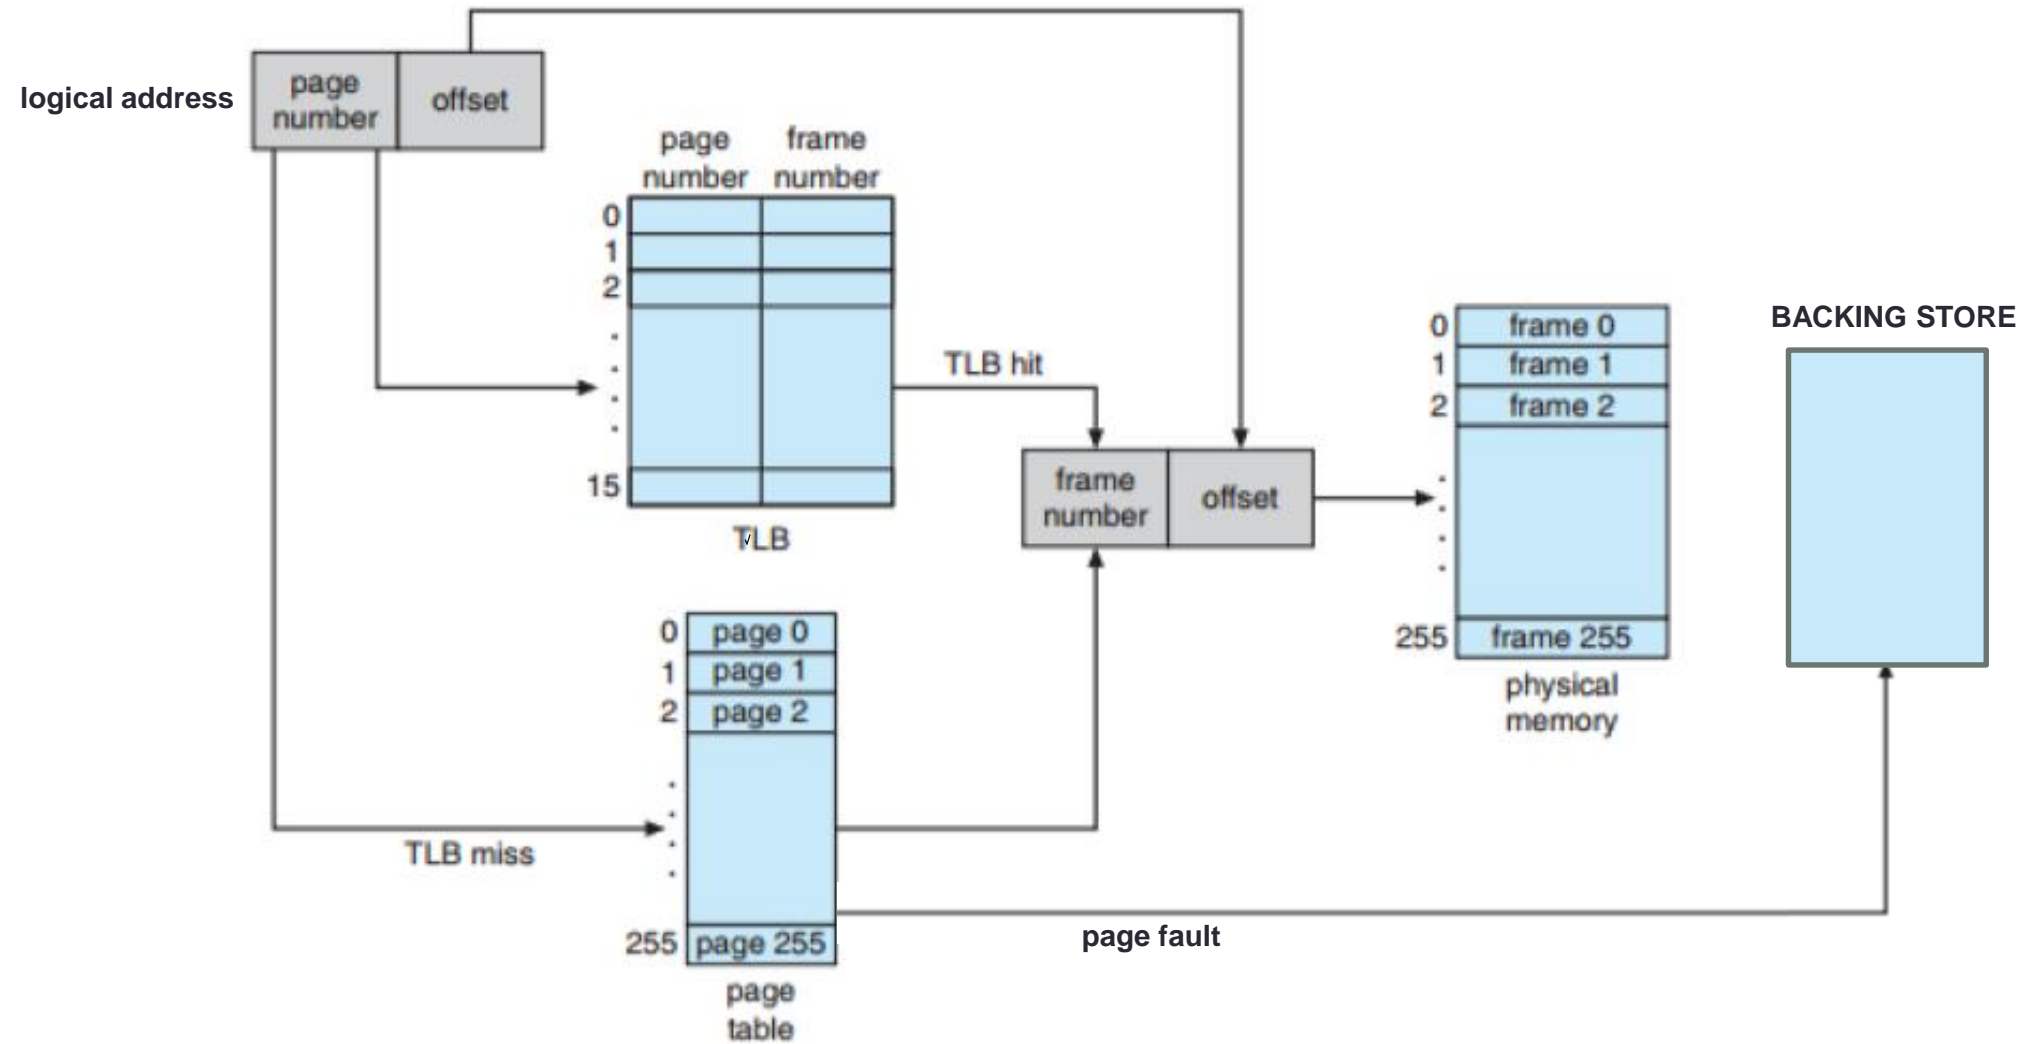 logical address
page
number
offset
page
number
frame
number
0
1
2
15
TLB
TLB hit
frame
number
offset
0 frame 0
1 frame 1
2 frame 2
255 frame 255
physical
memory
BACKING STORE
TLB miss
0 page 0
1 page 1
2 page 2
255 page 255
page
table
page fault